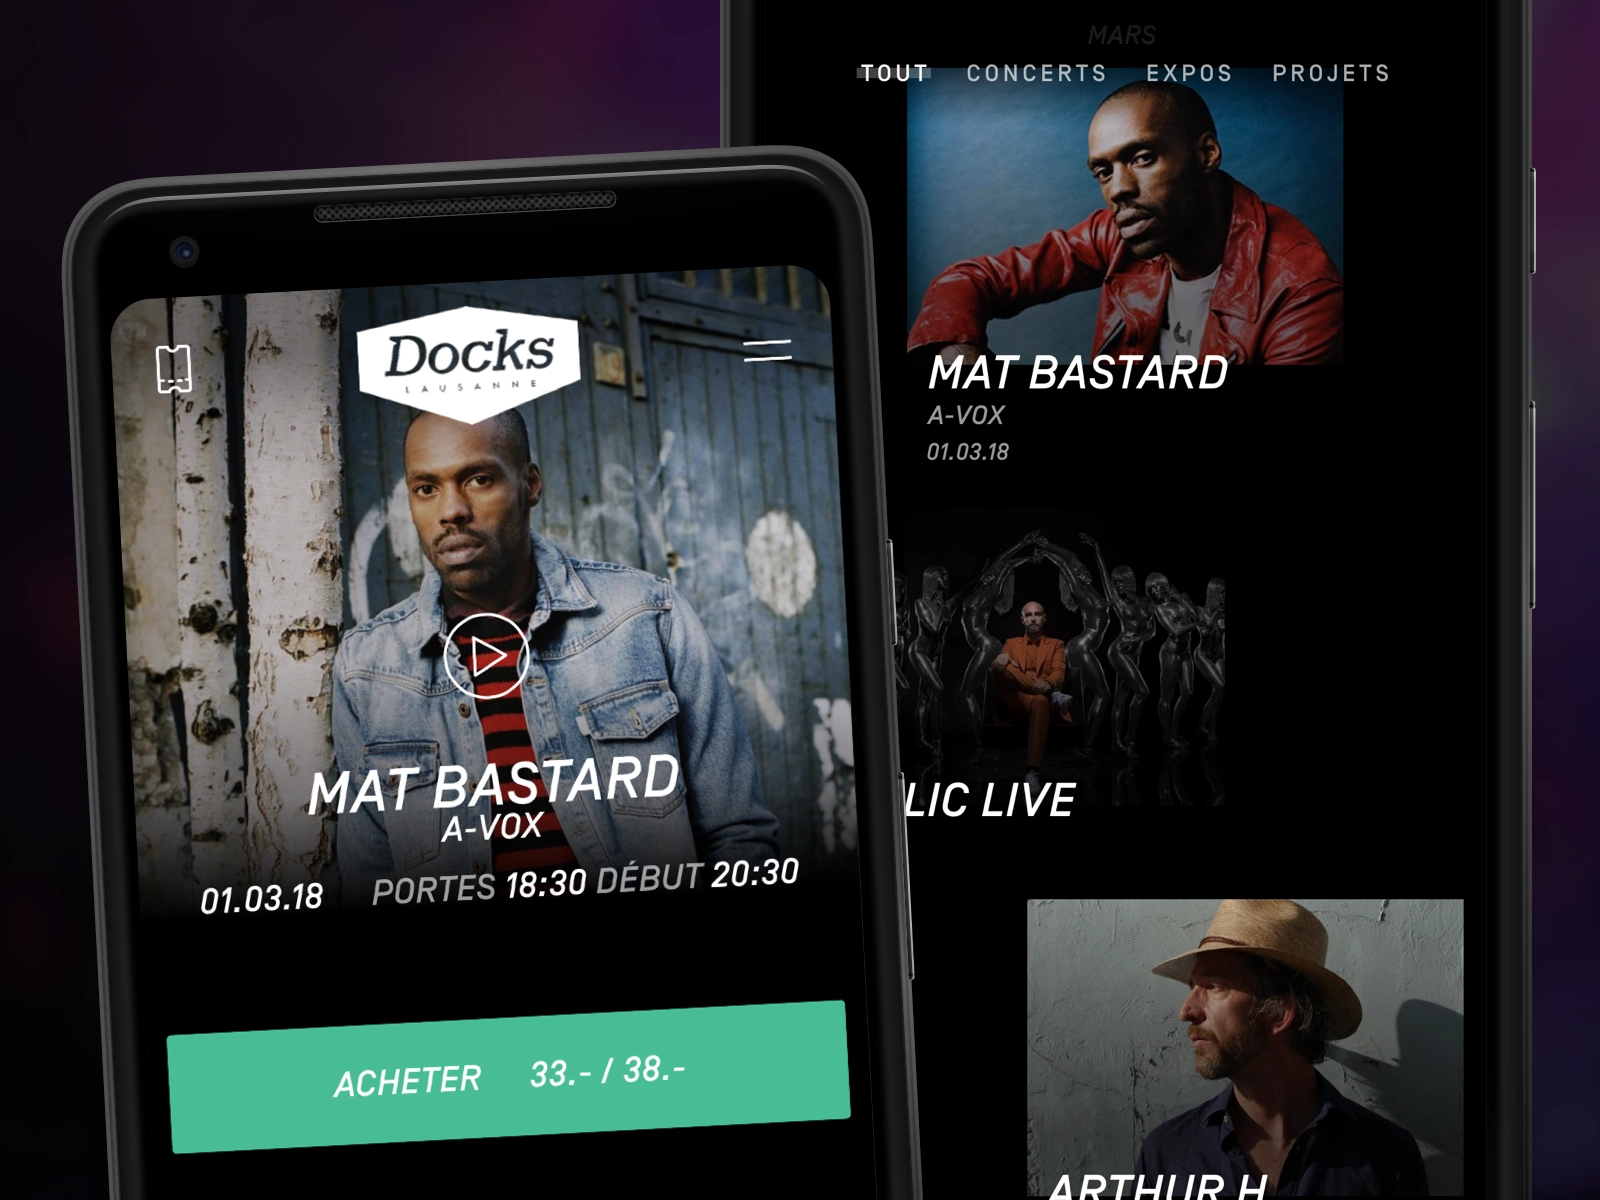 MARS
TOUT CONCERTS EXPOS PROJETS
MAT BASTARD
A-VOX
01.03.18
LIC LIVE
ARTHUR H
Docks
LAUSANNE
MAT BASTARD
A-VOX
01.03.18 PORTES 18:30 DÉBUT 20:30
ACHETER 33.- / 38.-